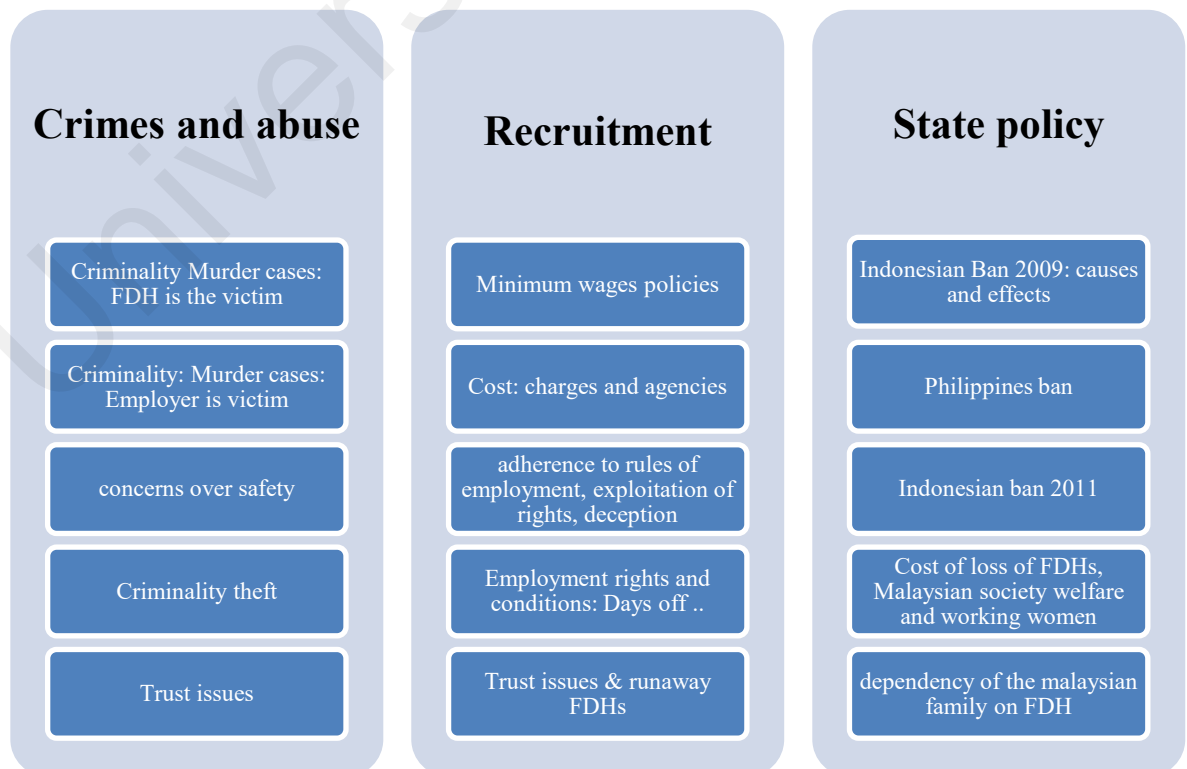 Crimes and abuse
Criminality Murder cases:
FDH is the victim
Criminality: Murder cases:
Employer is victim
concerns over safety
Criminality theft
Trust issues
Recruitment
Minimum wages policies
Cost: charges and agencies
adherence to rules of
employment, exploitation of
rights, deception
Employment rights and
conditions: Days off ..
Trust issues & runaway
FDHs
State policy
Indonesian Ban 2009: causes
and effects
Philippines ban
Indonesian ban 2011
Cost of loss of FDHs,
Malaysian society welfare
and working women
dependency of the malaysian
family on FDH
Univers